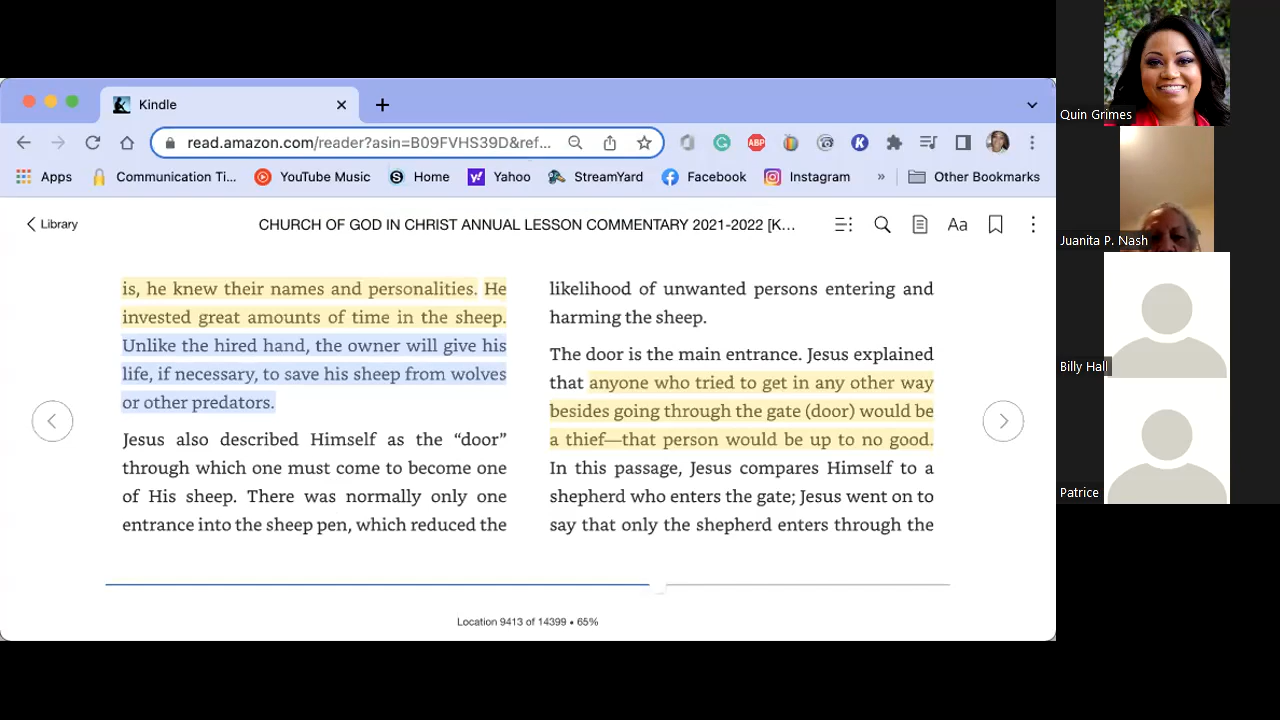 Kindle
read.amazon.com/reader?asin=B09FVHS39D&ref...
Apps
Communication Ti...
YouTube Music
Home
Yahoo
StreamYard
Facebook
Instagram
»
Other Bookmarks
Library
CHURCH OF GOD IN CHRIST ANNUAL LESSON COMMENTARY 2021-2022 [K...
Aa
is, he knew their names and personalities. He
invested great amounts of time in the sheep.
Unlike the hired hand, the owner will give his
life, if necessary, to save his sheep from wolves
or other predators.
Jesus also described Himself as the “door”
through which one must come to become one
of His sheep. There was normally only one
entrance into the sheep pen, which reduced the
likelihood of unwanted persons entering and
harming the sheep.
The door is the main entrance. Jesus explained
that anyone who tried to get in any other way
besides going through the gate (door) would be
a thief—that person would be up to no good.
In this passage, Jesus compares Himself to a
shepherd who enters the gate; Jesus went on to
say that only the shepherd enters through the
Location 9413 of 14399 • 65%
Quin Grimes
Juanita P. Nash
Billy Hall
Patrice
ABP
K